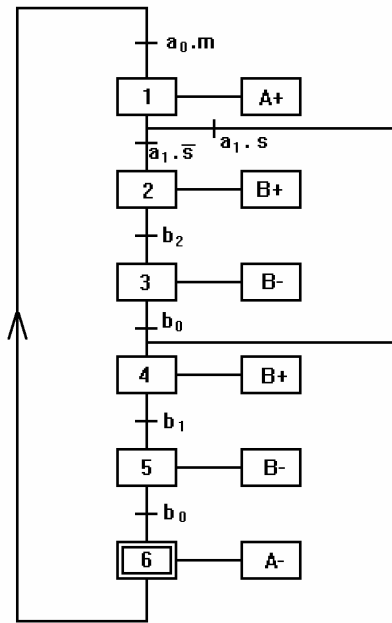 a₀.m
1 A+
a₁.s̅ a₁.s
2 B+
b₂
3 B-
b₀
4 B+
b₁
5 B-
b₀
6 A-